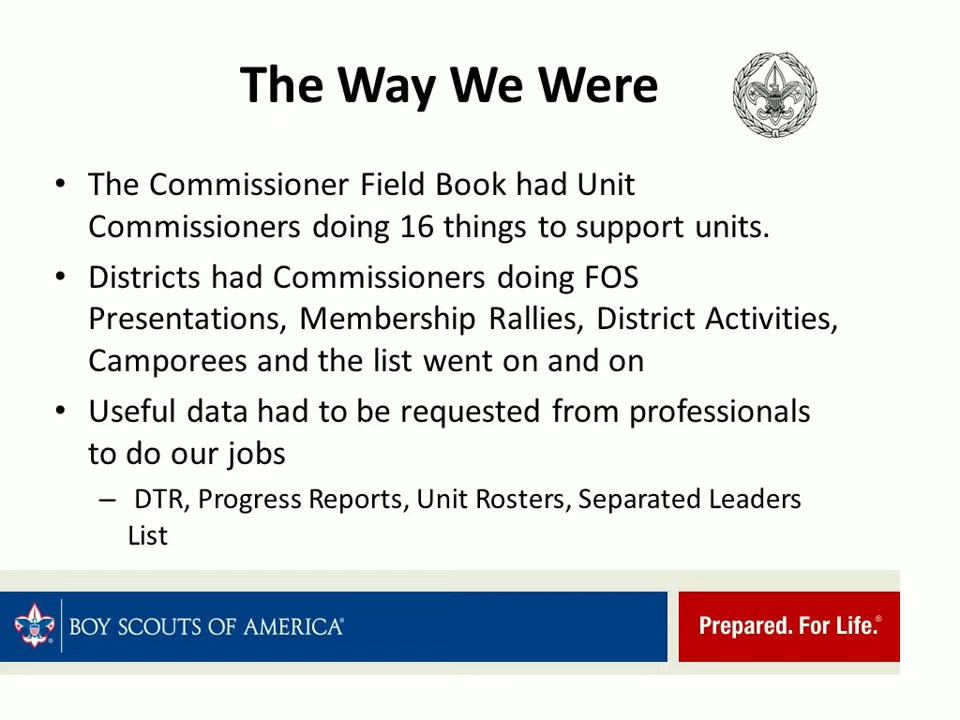 The Way We Were
• The Commissioner Field Book had Unit
Commissioners doing 16 things to support units.
• Districts had Commissioners doing FOS
Presentations, Membership Rallies, District Activities,
Camporees and the list went on and on
• Useful data had to be requested from professionals
to do our jobs
– DTR, Progress Reports, Unit Rosters, Separated Leaders
List
BOY SCOUTS OF AMERICA®
Prepared. For Life.®